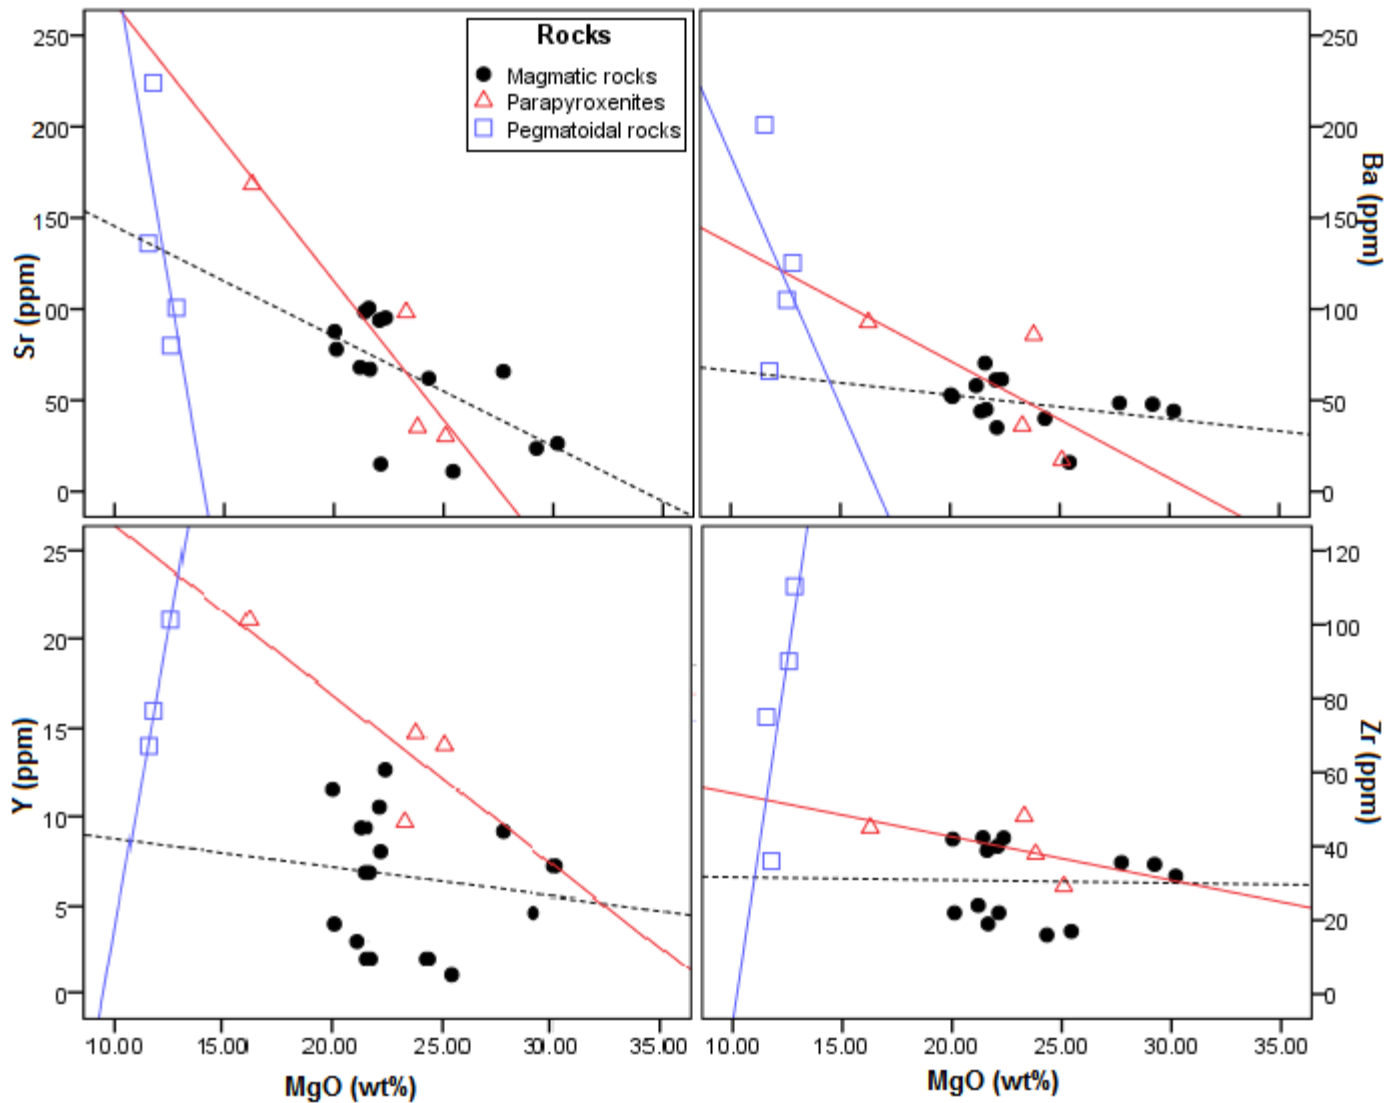 Rocks
Magmatic rocks
Parapyroxenites
Pegmatoidal rocks
250
200
150
00
50
0
Sr (ppm)
250
200
150
100
50
0
Ba (ppm)
25
20
15
10
5
0
Y (ppm)
120
100
80
60
40
20
0
Zr (ppm)
10.00 15.00 20.00 25.00 30.00 35.00
MgO (wt%)
10.00 15.00 20.00 25.00 30.00 35.00
MgO (wt%)